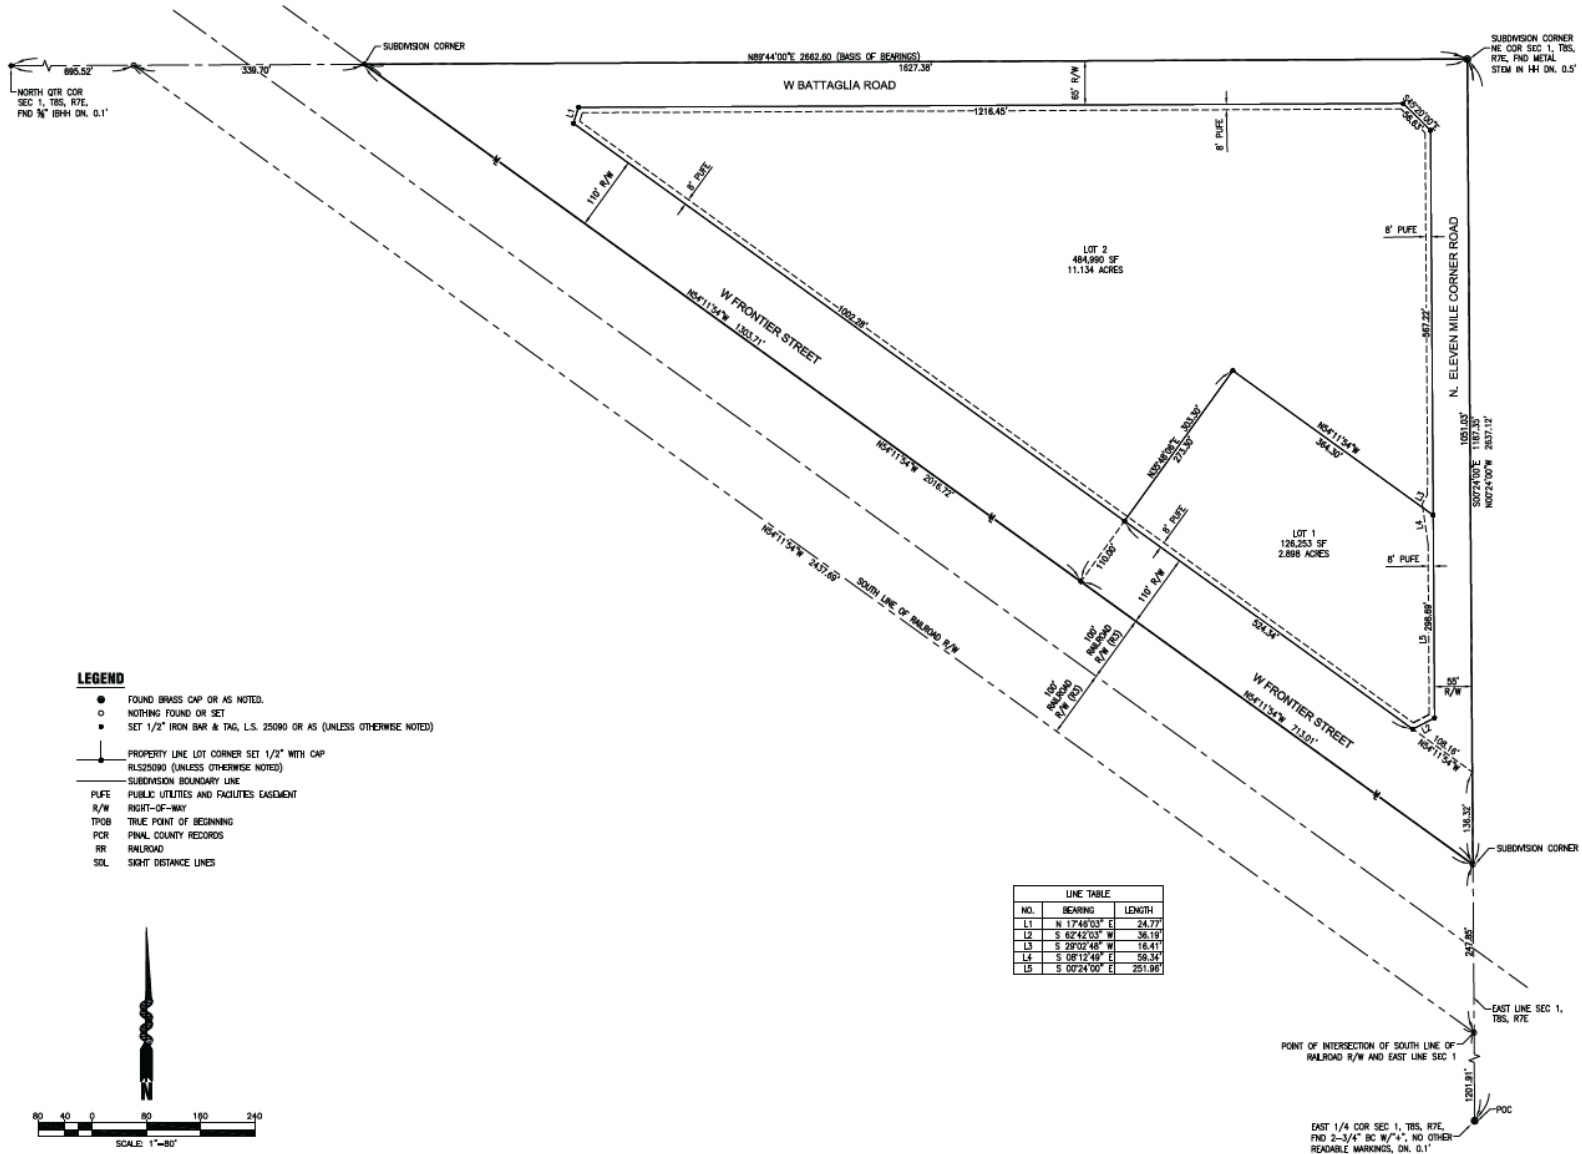 SUBDIVISION CORNER
N89°44'00"E 2662.60 (BASIS OF BEARINGS)
1627.38'
W BATTAGLIA ROAD
65' R/W
SUBDIVISION CORNER
NE COR SEC 1, T8S,
R7E, FND METAL
STEM IN HH DN. 0.5'
695.52'
339.70'
NORTH QTR COR
SEC 1, T8S, R7E,
FND ⅝" IBHH DN. 0.1'
L1
1216.45'
S45°20'00"E
56.63'
8' PUFE
8' PUFE
110' R/W
8' PUFE
LOT 2
484,990 SF
11.134 ACRES
N. ELEVEN MILE CORNER ROAD
567.22'
1051.03'
S00°24'00"E 1187.35'
N00°24'00"W 2637.12'
W FRONTIER STREET
N54°11'54"W 1303.71'
1002.28'
N35°48'06"E 303.30'
273.30'
N54°11'54"W
364.30'
L3
L4
N54°11'54"W 2016.72'
N54°11'54"W 2437.69'
SOUTH LINE OF RAILROAD R/W
110.00'
8' PUFE
110' R/W
LOT 1
126,253 SF
2.898 ACRES
8' PUFE
298.69'
L5
524.34'
100'
RAILROAD
R/W (R3)
100'
RAILROAD
R/W (R3)
W FRONTIER STREET
N54°11'54"W 713.01'
55'
R/W
L2
108.16'
N54°11'54"W
136.32'
SUBDIVISION CORNER
247.85'
LEGEND
FOUND BRASS CAP OR AS NOTED.
NOTHING FOUND OR SET
SET 1/2" IRON BAR & TAG, L.S. 25090 OR AS (UNLESS OTHERWISE NOTED)
PROPERTY LINE LOT CORNER SET 1/2" WITH CAP
RLS25090 (UNLESS OTHERWISE NOTED)
SUBDIVISION BOUNDARY LINE
PUFE PUBLIC UTILITIES AND FACILITIES EASEMENT
R/W RIGHT-OF-WAY
TPOB TRUE POINT OF BEGINNING
PCR PINAL COUNTY RECORDS
RR RAILROAD
SDL SIGHT DISTANCE LINES
LINE TABLE
NO. BEARING LENGTH
L1 N 17°46'03" E 24.77'
L2 S 62°42'03" W 36.19'
L3 S 29°02'48" W 16.41'
L4 S 08°12'49" E 59.34'
L5 S 00°24'00" E 251.96'
EAST LINE SEC 1,
T8S, R7E
POINT OF INTERSECTION OF SOUTH LINE OF
RAILROAD R/W AND EAST LINE SEC 1
1201.91'
POC
EAST 1/4 COR SEC 1, T8S, R7E,
FND 2-3/4" BC W/"+", NO OTHER
READABLE MARKINGS, DN. 0.1'
N
80 40 0 80 160 240
SCALE: 1"=80'